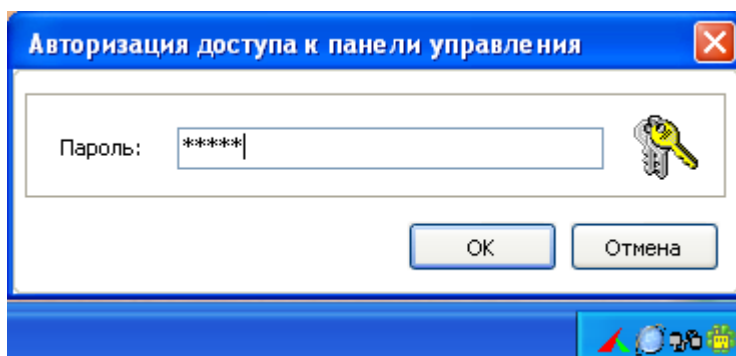 Авторизация доступа к панели управления
Пароль: *****
OK Отмена